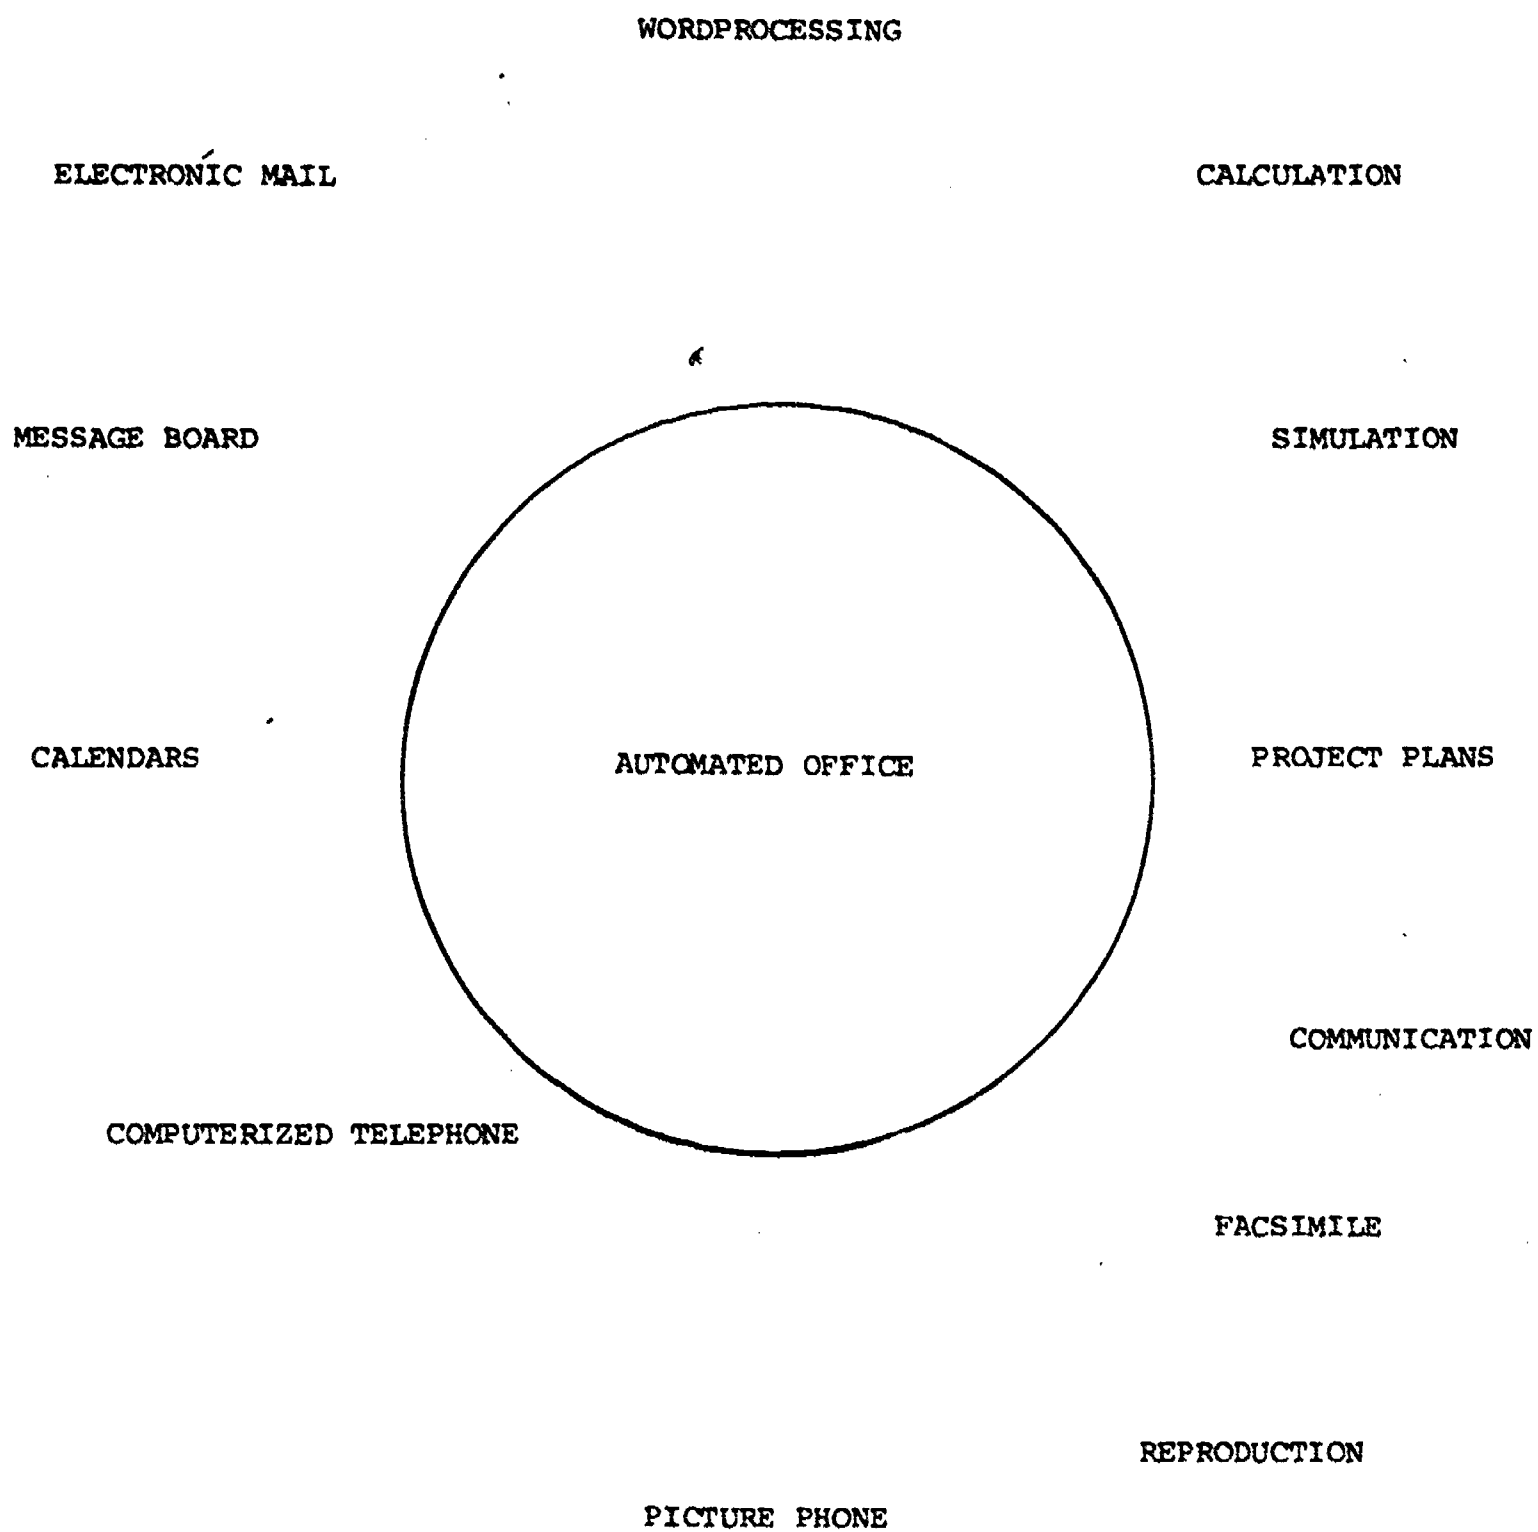 WORDPROCESSING
ELECTRONIC MAIL
CALCULATION
MESSAGE BOARD
SIMULATION
CALENDARS
AUTOMATED OFFICE
PROJECT PLANS
COMMUNICATION
COMPUTERIZED TELEPHONE
FACSIMILE
REPRODUCTION
PICTURE PHONE